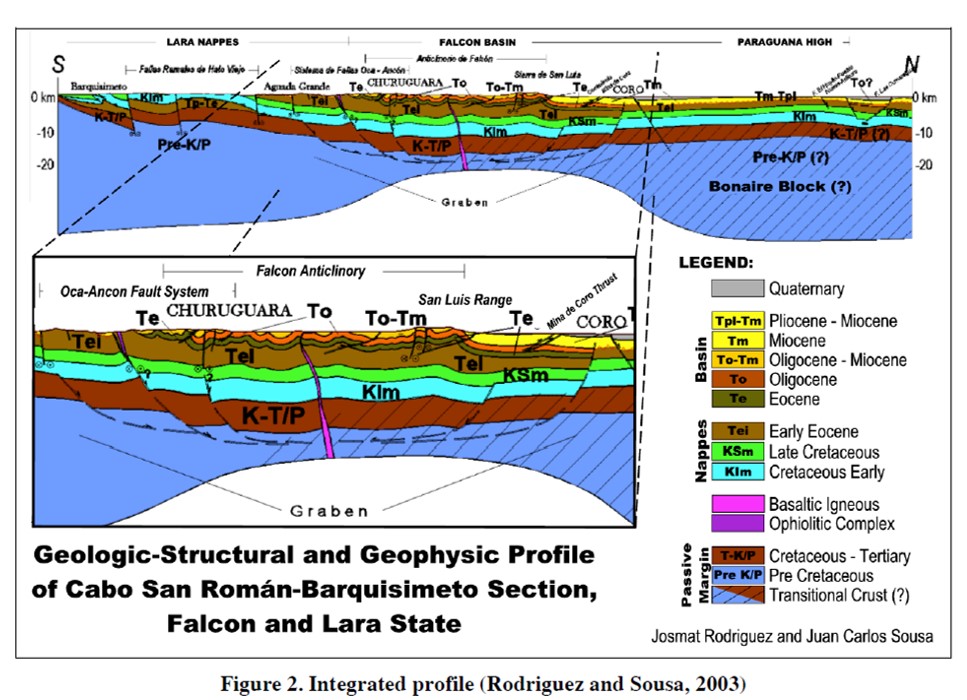 LARA NAPPES FALCON BASIN PARAGUANA HIGH
S Fallas Ramales de Hato Viejo Sistema de Fallas Oca-Ancón Anticlinorio de Falcón N
Barquisimeto Aguada Grande Te CHURUGUARA To To-Tm Sierra de San Luis Te CORO Tm To?
0 km Klm Tp-Te Tei Tei Tei Tei Tm-Tpl KSm 0 km
K-T/P Klm KSm Klm
-10 K-T/P K-T/P (?) -10
Pre-K/P Pre-K/P (?)
-20 -20
Graben Bonaire Block (?)
Falcon Anticlinory
Oca-Ancon Fault System
San Luis Range Mina de Coro Thrust
Te CHURUGUARA To To-Tm Te CORO T
Tei Tei Tei
KSm
? ? Klm
K-T/P
Graben
Geologic-Structural and Geophysic Profile
of Cabo San Román-Barquisimeto Section,
Falcon and Lara State
LEGEND:
Quaternary
Basin
Tpl-Tm Pliocene - Miocene
Tm Miocene
To-Tm Oligocene - Miocene
To Oligocene
Te Eocene
Nappes
Tei Early Eocene
KSm Late Cretaceous
Klm Cretaceous Early
Basaltic Igneous
Ophiolitic Complex
Passive
Margin
T-K/P Cretaceous - Tertiary
Pre K/P Pre Cretaceous
Transitional Crust (?)
Josmat Rodriguez and Juan Carlos Sousa
Figure 2. Integrated profile (Rodriguez and Sousa, 2003)